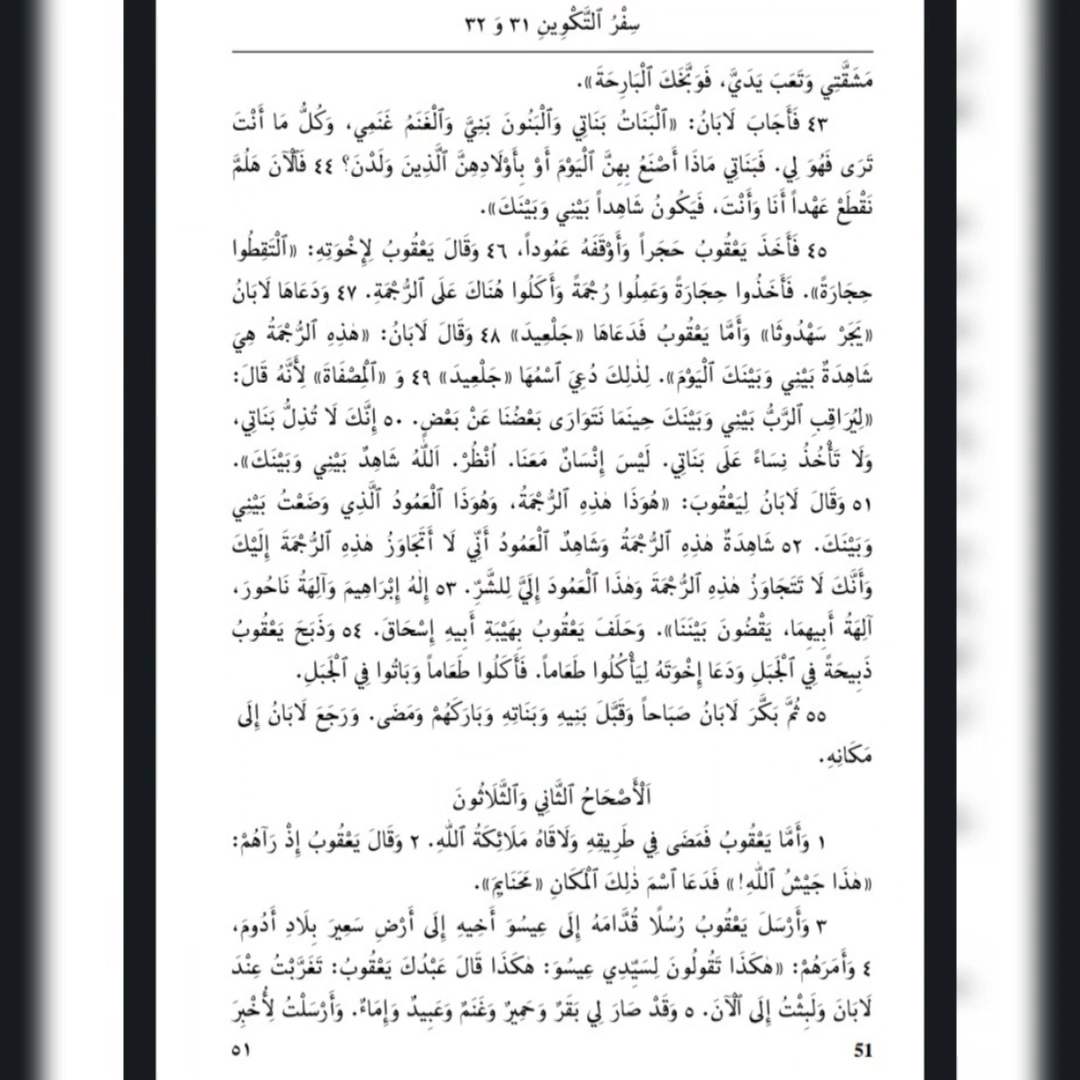 سِفْرُ ٱلتَّكْوِينِ ٣١ وَ ٣٢
مَشَقَّتِي وَتَعَبَ يَدَيَّ، فَوَبَّخَكَ ٱلْبَارِحَةَ».
٤٣ فَأَجَابَ لَابَانُ: «ٱلْبَنَاتُ بَنَاتِي وَٱلْبَنُونَ بَنِيَّ وَٱلْغَنَمُ غَنَمِي، وَكُلُّ مَا أَنْتَ
تَرَى فَهُوَ لِي. فَبَنَاتِي مَاذَا أَصْنَعُ بِهِنَّ ٱلْيَوْمَ أَوْ بِأَوْلَادِهِنَّ ٱلَّذِينَ وَلَدْنَ؟ ٤٤ فَٱلْآنَ هَلُمَّ
نَقْطَعْ عَهْداً أَنَا وَأَنْتَ، فَيَكُونُ شَاهِداً بَيْنِي وَبَيْنَكَ».
٤٥ فَأَخَذَ يَعْقُوبُ حَجَراً وَأَوْقَفَهُ عَمُوداً، ٤٦ وَقَالَ يَعْقُوبُ لِإِخْوَتِهِ: «ٱلْتَقِطُوا
حِجَارَةً». فَأَخَذُوا حِجَارَةً وَعَمِلُوا رُجْمَةً وَأَكَلُوا هُنَاكَ عَلَى ٱلرُّجْمَةِ. ٤٧ وَدَعَاهَا لَابَانُ
«يَجَرْ سَهْدُوثَا» وَأَمَّا يَعْقُوبُ فَدَعَاهَا «جَلْعِيدَ» ٤٨ وَقَالَ لَابَانُ: «هٰذِهِ ٱلرُّجْمَةُ هِيَ
شَاهِدَةٌ بَيْنِي وَبَيْنَكَ ٱلْيَوْمَ». لِذٰلِكَ دُعِيَ ٱسْمُهَا «جَلْعِيدَ» ٤٩ وَ «ٱلْمِصْفَاةَ» لِأَنَّهُ قَالَ:
«لِيُرَاقِبِ ٱلرَّبُّ بَيْنِي وَبَيْنَكَ حِينَمَا نَتَوَارَى بَعْضُنَا عَنْ بَعْضٍ. ٥٠ إِنَّكَ لَا تُذِلُّ بَنَاتِي،
وَلَا تَأْخُذُ نِسَاءً عَلَى بَنَاتِي. لَيْسَ إِنْسَانٌ مَعَنَا. اُنْظُرْ. اَللّٰهُ شَاهِدٌ بَيْنِي وَبَيْنَكَ».
٥١ وَقَالَ لَابَانُ لِيَعْقُوبَ: «هُوَذَا هٰذِهِ ٱلرُّجْمَةُ، وَهُوَذَا ٱلْعَمُودُ ٱلَّذِي وَضَعْتُ بَيْنِي
وَبَيْنَكَ. ٥٢ شَاهِدَةٌ هٰذِهِ ٱلرُّجْمَةُ وَشَاهِدٌ ٱلْعَمُودُ أَنِّي لَا أَتَجَاوَزُ هٰذِهِ ٱلرُّجْمَةَ إِلَيْكَ
وَأَنَّكَ لَا تَتَجَاوَزُ هٰذِهِ ٱلرُّجْمَةَ وَهٰذَا ٱلْعَمُودَ إِلَيَّ لِلشَّرِّ. ٥٣ إِلٰهُ إِبْرَاهِيمَ وَآلِهَةُ نَاحُورَ،
آلِهَةُ أَبِيهِمَا، يَقْضُونَ بَيْنَنَا». وَحَلَفَ يَعْقُوبُ بِهَيْبَةِ أَبِيهِ إِسْحَاقَ. ٥٤ وَذَبَحَ يَعْقُوبُ
ذَبِيحَةً فِي ٱلْجَبَلِ وَدَعَا إِخْوَتَهُ لِيَأْكُلُوا طَعَاماً. فَأَكَلُوا طَعَاماً وَبَاتُوا فِي ٱلْجَبَلِ.
٥٥ ثُمَّ بَكَّرَ لَابَانُ صَبَاحاً وَقَبَّلَ بَنِيهِ وَبَنَاتِهِ وَبَارَكَهُمْ وَمَضَى. وَرَجَعَ لَابَانُ إِلَى
مَكَانِهِ.
اَلْأَصْحَاحُ ٱلثَّانِي وَٱلثَّلَاثُونَ
١ وَأَمَّا يَعْقُوبُ فَمَضَى فِي طَرِيقِهِ وَلَاقَاهُ مَلَائِكَةُ ٱللّٰهِ. ٢ وَقَالَ يَعْقُوبُ إِذْ رَآهُمْ:
«هٰذَا جَيْشُ ٱللّٰهِ!» فَدَعَا ٱسْمَ ذٰلِكَ ٱلْمَكَانِ «مَحَنَايِمَ».
٣ وَأَرْسَلَ يَعْقُوبُ رُسُلًا قُدَّامَهُ إِلَى عِيسُوَ أَخِيهِ إِلَى أَرْضِ سَعِيرَ بِلَادِ أَدُومَ،
٤ وَأَمَرَهُمْ: «هٰكَذَا تَقُولُونَ لِسَيِّدِي عِيسُوَ: هٰكَذَا قَالَ عَبْدُكَ يَعْقُوبُ: تَغَرَّبْتُ عِنْدَ
لَابَانَ وَلَبِثْتُ إِلَى ٱلْآنَ. ٥ وَقَدْ صَارَ لِي بَقَرٌ وَحَمِيرٌ وَغَنَمٌ وَعَبِيدٌ وَإِمَاءٌ. وَأَرْسَلْتُ لِأُخْبِرَ
51 ٥١